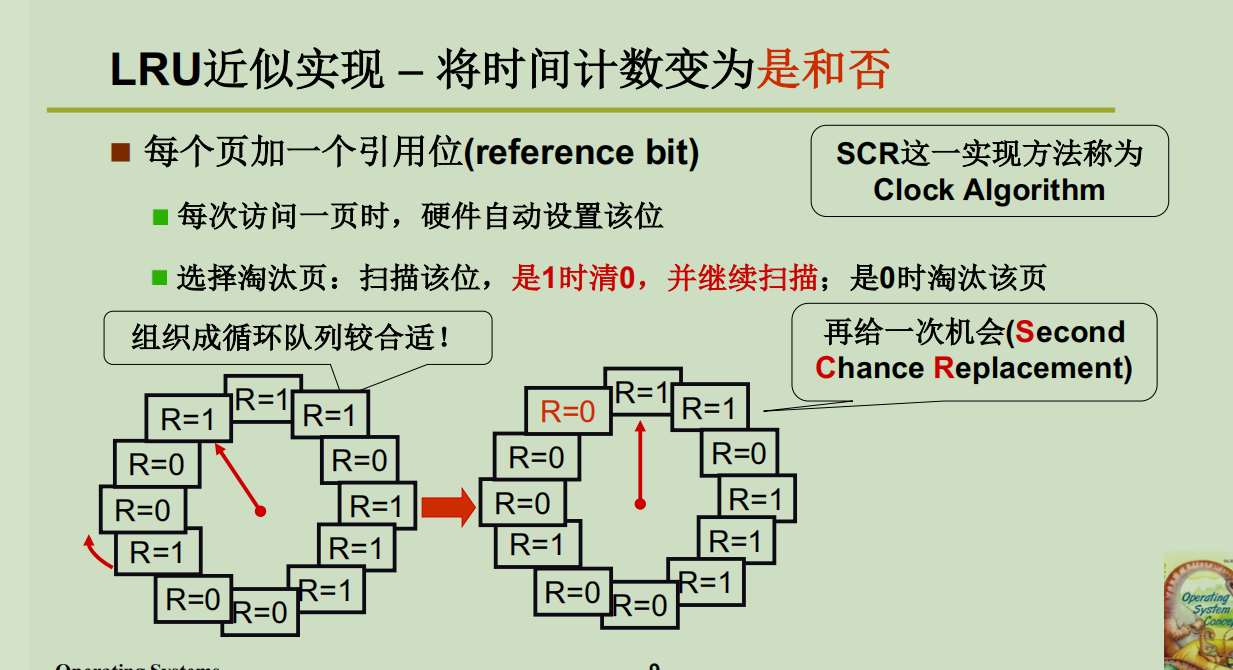 LRU近似实现 – 将时间计数变为是和否
每个页加一个引用位(reference bit)
SCR这一实现方法称为
Clock Algorithm
每次访问一页时，硬件自动设置该位
选择淘汰页：扫描该位，是1时清0，并继续扫描；是0时淘汰该页
组织成循环队列较合适！
再给一次机会(Second
Chance Replacement)
R=1
R=1
R=1
R=0
R=0
R=0
R=1
R=1
R=1
R=0
R=0
R=1
R=0
R=1
R=1
R=0
R=0
R=0
R=1
R=1
R=1
R=0
R=0
R=1
Operating
System
Concep
Operating Systems
9